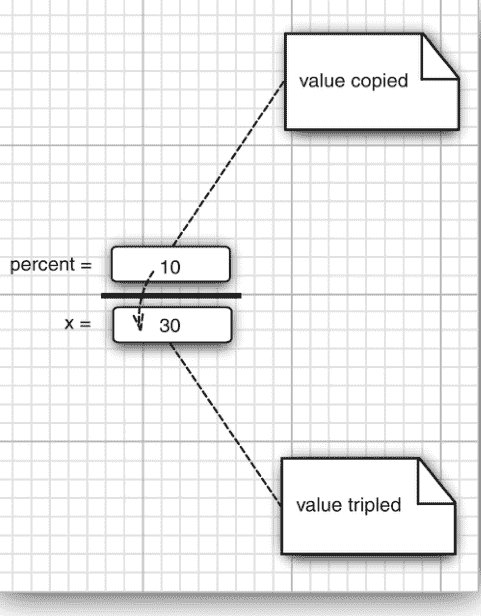 value copied
percent = 10
x = 30
value tripled